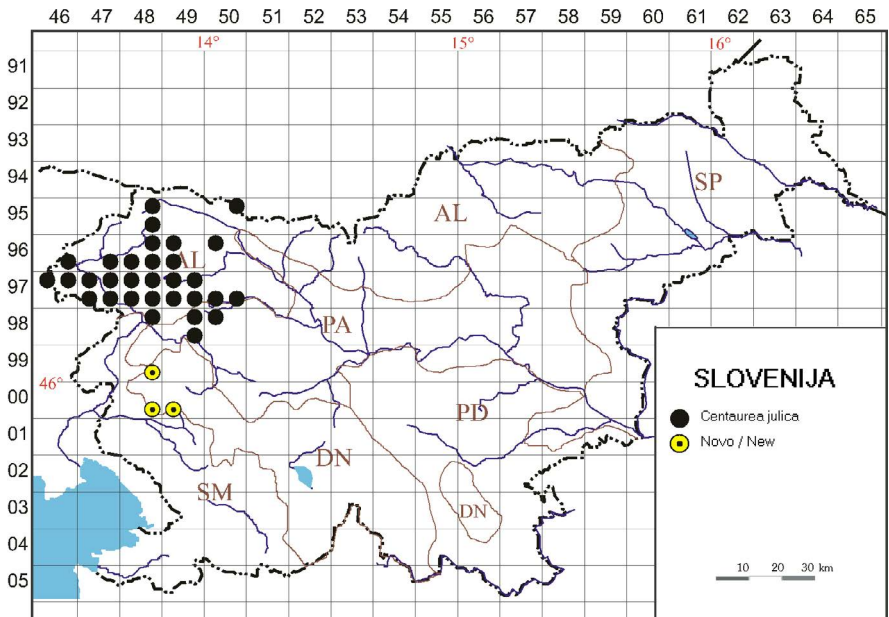 46 47 48 49 50 51 52 53 54 55 56 57 58 59 60 61 62 63 64 65
14° 15° 16°
91
92
93
94
SP
95
AL
96
AL
97
98
PA
99
46°
00
PD
01
DN
02
SM
03
DN
04
05
SLOVENIJA
Centaurea julica
Novo / New
10 20 30 km